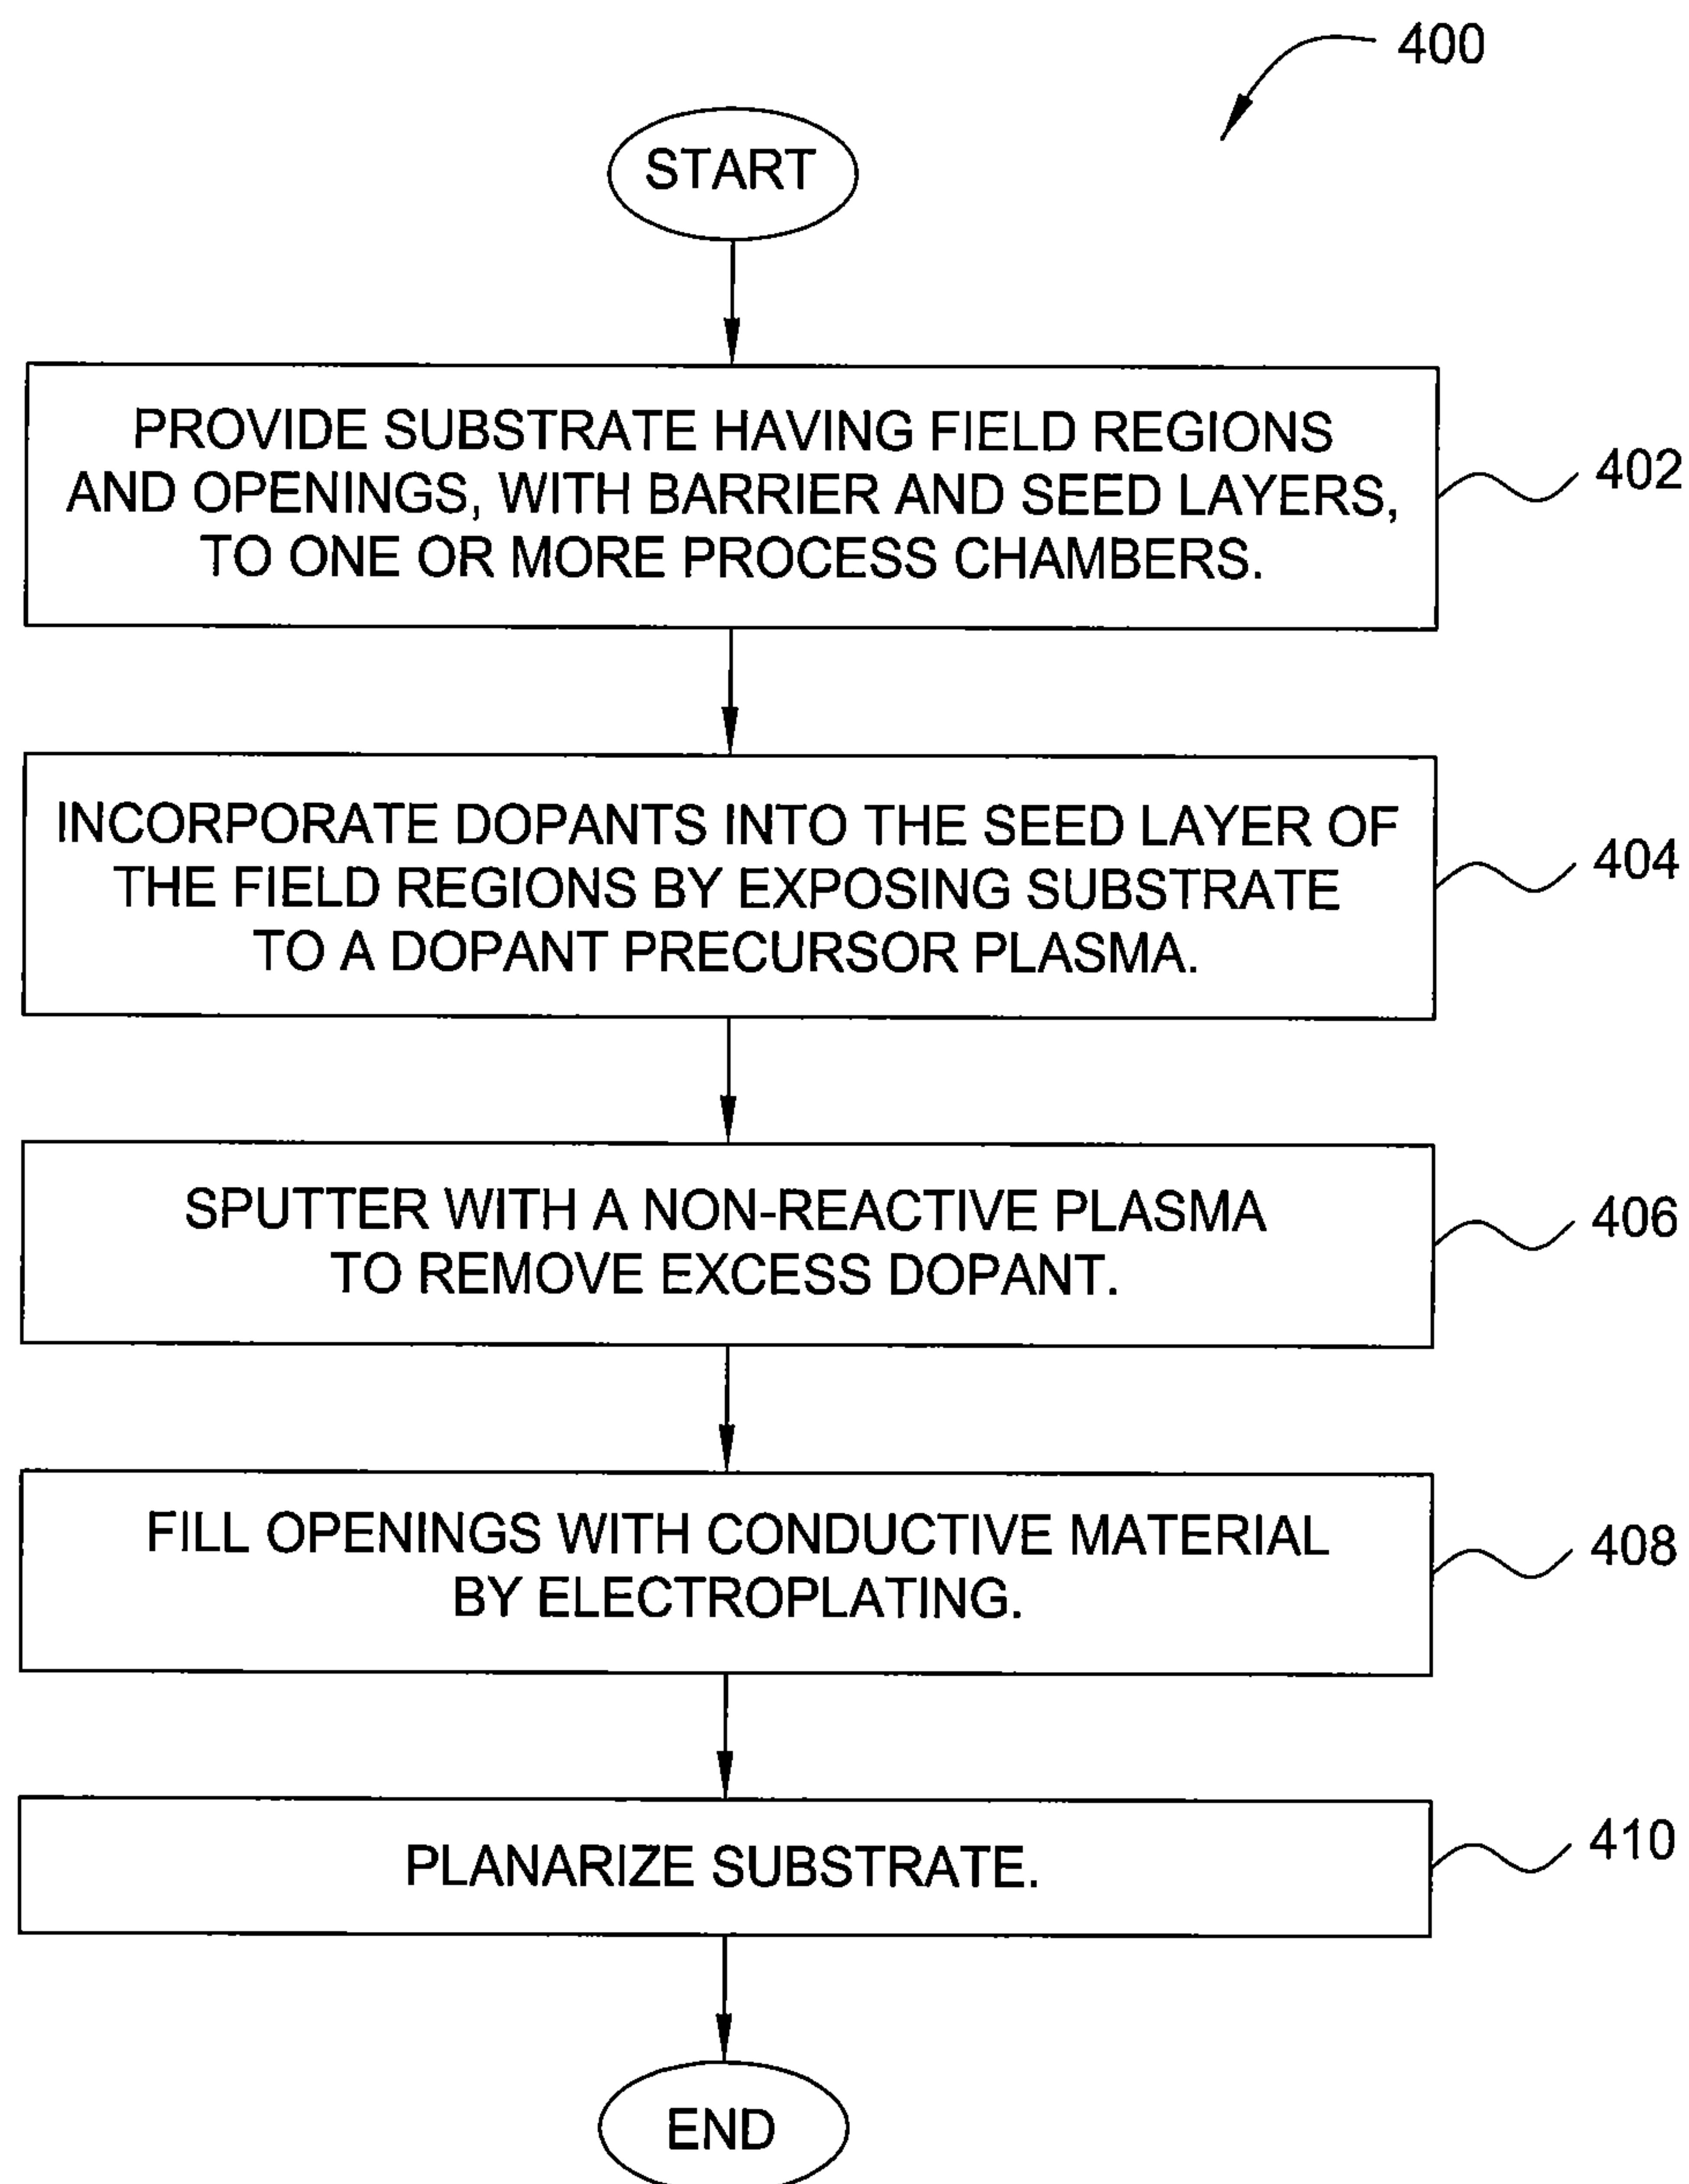 400
START
PROVIDE SUBSTRATE HAVING FIELD REGIONS
AND OPENINGS, WITH BARRIER AND SEED LAYERS,
TO ONE OR MORE PROCESS CHAMBERS.
402
INCORPORATE DOPANTS INTO THE SEED LAYER OF
THE FIELD REGIONS BY EXPOSING SUBSTRATE
TO A DOPANT PRECURSOR PLASMA.
404
SPUTTER WITH A NON-REACTIVE PLASMA
TO REMOVE EXCESS DOPANT.
406
FILL OPENINGS WITH CONDUCTIVE MATERIAL
BY ELECTROPLATING.
408
PLANARIZE SUBSTRATE.
410
END